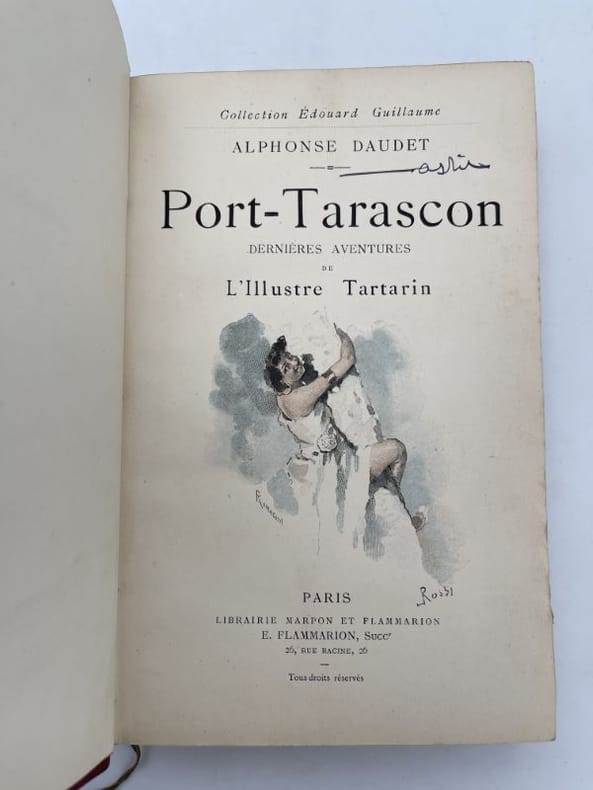 Collection Édouard Guillaume
ALPHONSE DAUDET
Port-Tarascon
DERNIÈRES AVENTURES
DE
L'Illustre Tartarin
Rossi
PARIS
LIBRAIRIE MARPON ET FLAMMARION
E. FLAMMARION, Succr
26, RUE RACINE, 26
Tous droits réservés